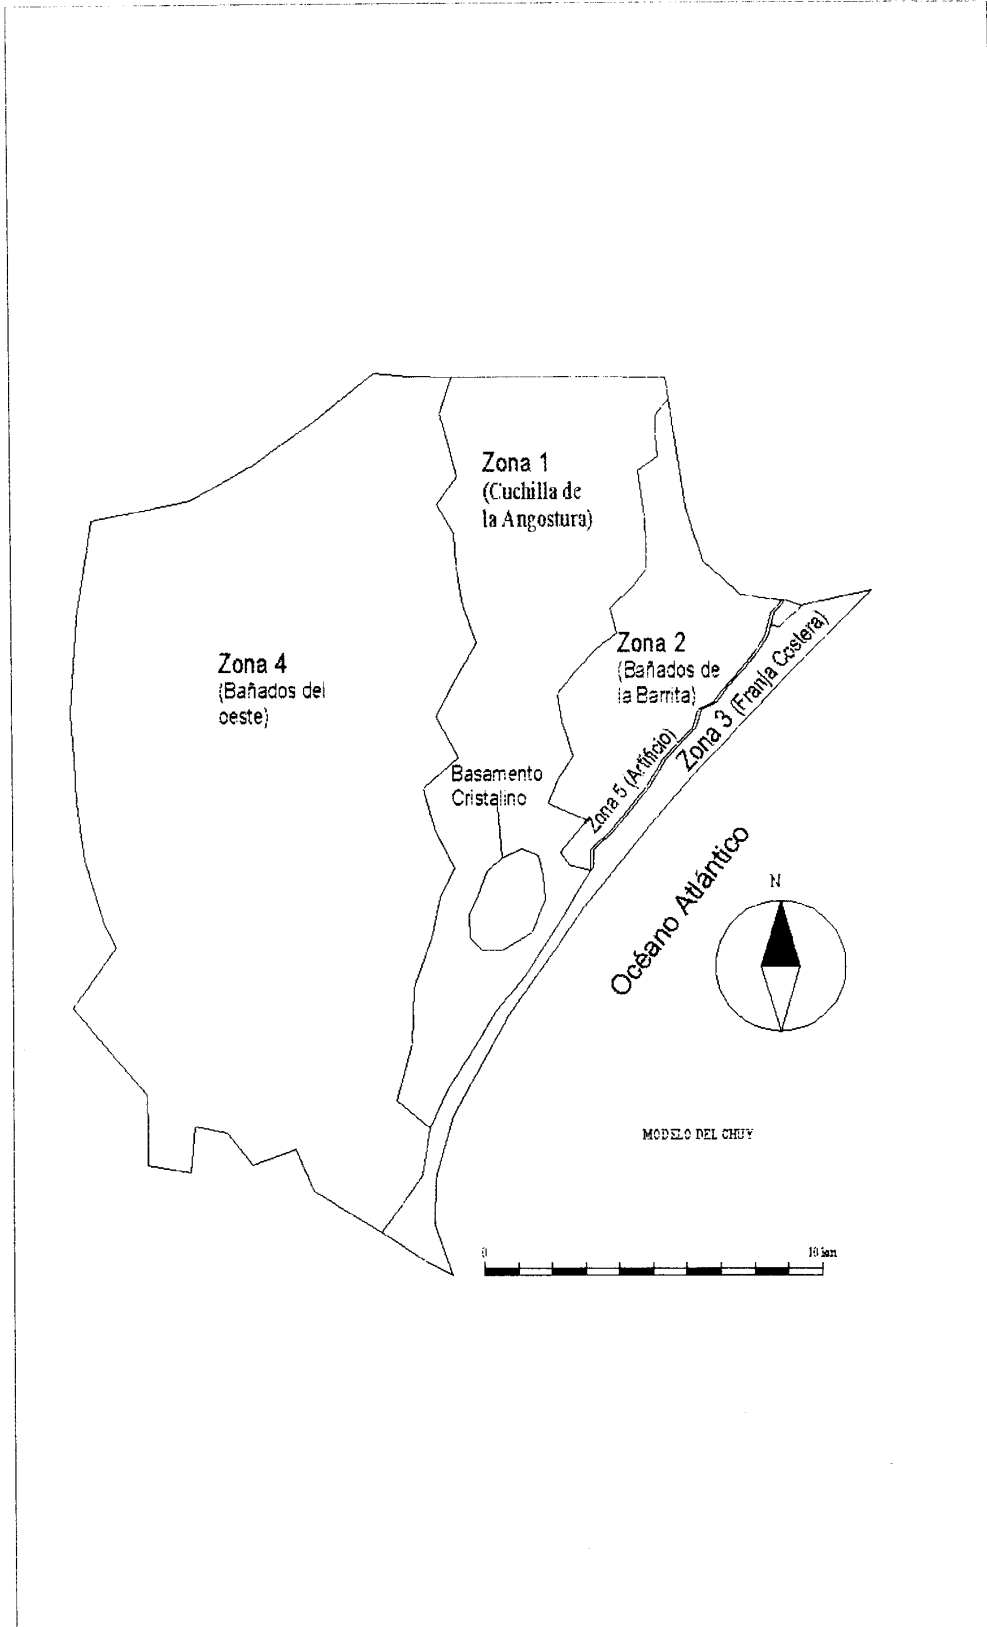 Zona 1
(Cuchilla de
la Angostura)
Zona 2
(Bañados de
la Barrita)
Zona 4
(Bañados del
oeste)
Zona 3 (Franja Costera)
Zona 5 (Artificio)
Basamento
Cristalino
Océano Atlántico
N
MODELO DEL CHUY
0 10 km